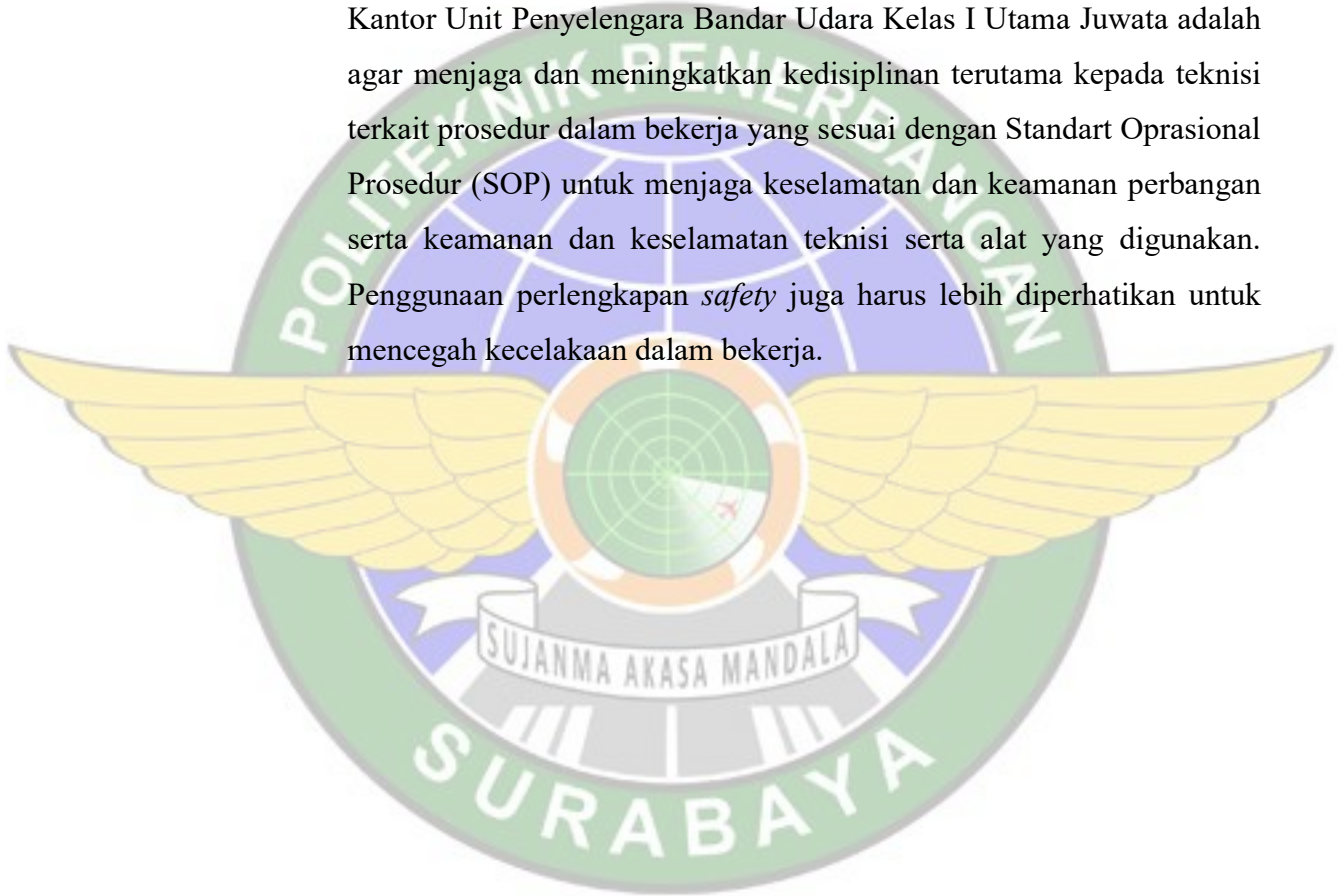 Kantor Unit Penyelengara Bandar Udara Kelas I Utama Juwata adalah
agar menjaga dan meningkatkan kedisiplinan terutama kepada teknisi
terkait prosedur dalam bekerja yang sesuai dengan Standart Oprasional
Prosedur (SOP) untuk menjaga keselamatan dan keamanan perbangan
serta keamanan dan keselamatan teknisi serta alat yang digunakan.
Penggunaan perlengkapan safety juga harus lebih diperhatikan untuk
mencegah kecelakaan dalam bekerja.
POLITEKNIK PENERBANGAN
SUJANMA AKASA MANDALA
SURABAYA